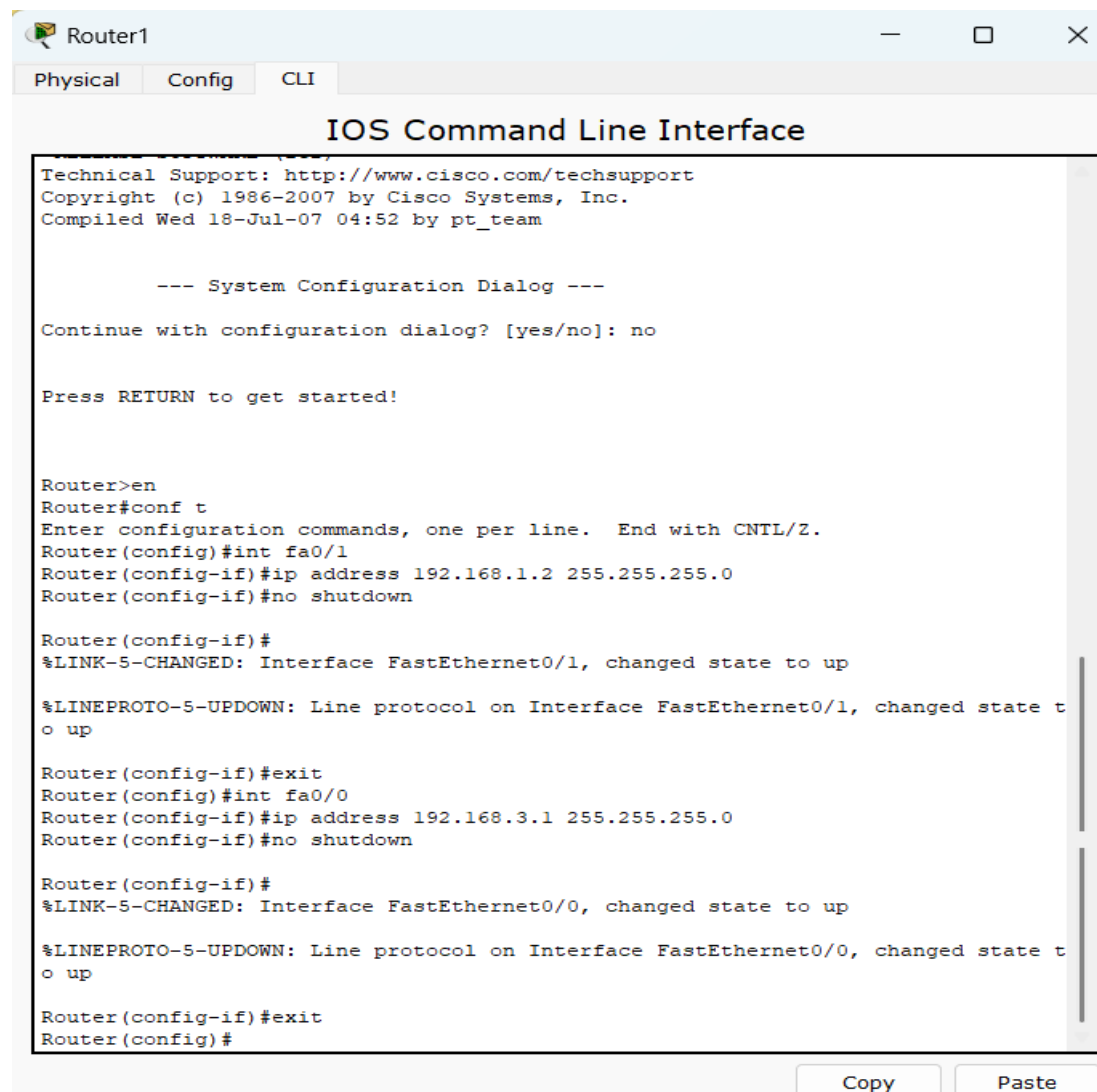 Router1
Physical Config CLI
IOS Command Line Interface
Technical Support: http://www.cisco.com/techsupport
Copyright (c) 1986-2007 by Cisco Systems, Inc.
Compiled Wed 18-Jul-07 04:52 by pt_team
--- System Configuration Dialog ---
Continue with configuration dialog? [yes/no]: no
Press RETURN to get started!
Router>en
Router#conf t
Enter configuration commands, one per line.  End with CNTL/Z.
Router(config)#int fa0/1
Router(config-if)#ip address 192.168.1.2 255.255.255.0
Router(config-if)#no shutdown
Router(config-if)#
%LINK-5-CHANGED: Interface FastEthernet0/1, changed state to up
%LINEPROTO-5-UPDOWN: Line protocol on Interface FastEthernet0/1, changed state t
o up
Router(config-if)#exit
Router(config)#int fa0/0
Router(config-if)#ip address 192.168.3.1 255.255.255.0
Router(config-if)#no shutdown
Router(config-if)#
%LINK-5-CHANGED: Interface FastEthernet0/0, changed state to up
%LINEPROTO-5-UPDOWN: Line protocol on Interface FastEthernet0/0, changed state t
o up
Router(config-if)#exit
Router(config)#
Copy Paste